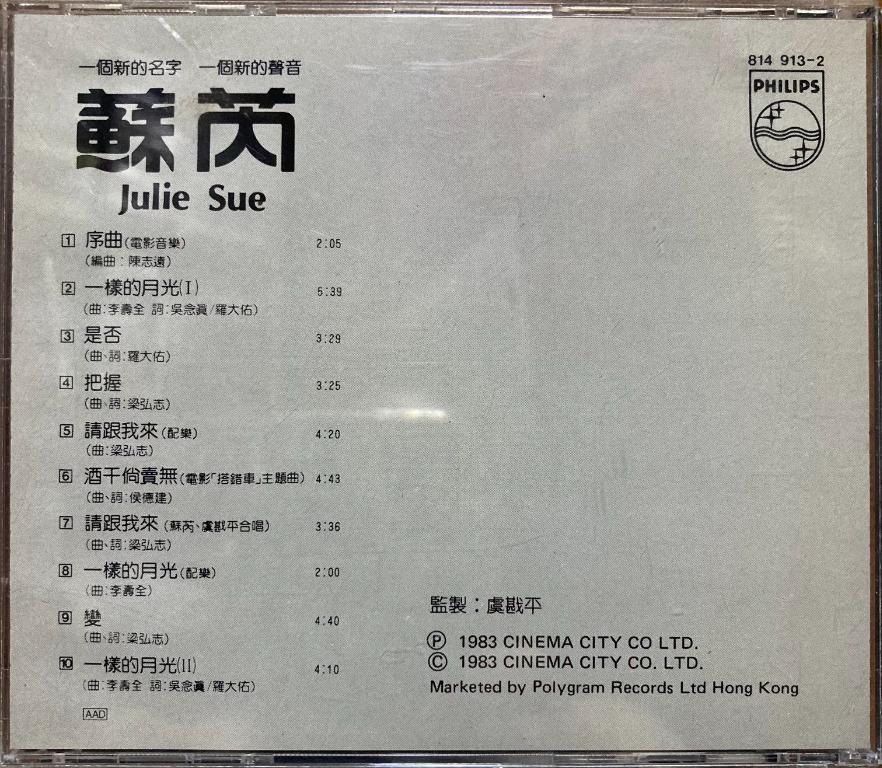 一個新的名字 一個新的聲音
蘇芮
Julie Sue
814 913-2
PHILIPS
1 序曲(電影音樂) 2:05
(編曲:陳志遠)
2 一樣的月光(I) 5:39
(曲:李壽全 詞:吳念眞/羅大佑)
3 是否 3:29
(曲、詞:羅大佑)
4 把握 3:25
(曲、詞:梁弘志)
5 請跟我來(配樂) 4:20
(曲:梁弘志)
6 酒干倘賣無(電影「搭錯車」主題曲) 4:43
(曲、詞:侯德建)
7 請跟我來(蘇芮、虞戡平合唱) 3:36
(曲、詞:梁弘志)
8 一樣的月光(配樂) 2:00
(曲:李壽全)
9 變 4:40
(曲、詞:梁弘志)
10 一樣的月光(II) 4:10
(曲:李壽全 詞:吳念眞/羅大佑)
AAD
監製:虞戡平
Ⓟ 1983 CINEMA CITY CO LTD.
© 1983 CINEMA CITY CO. LTD.
Marketed by Polygram Records Ltd Hong Kong